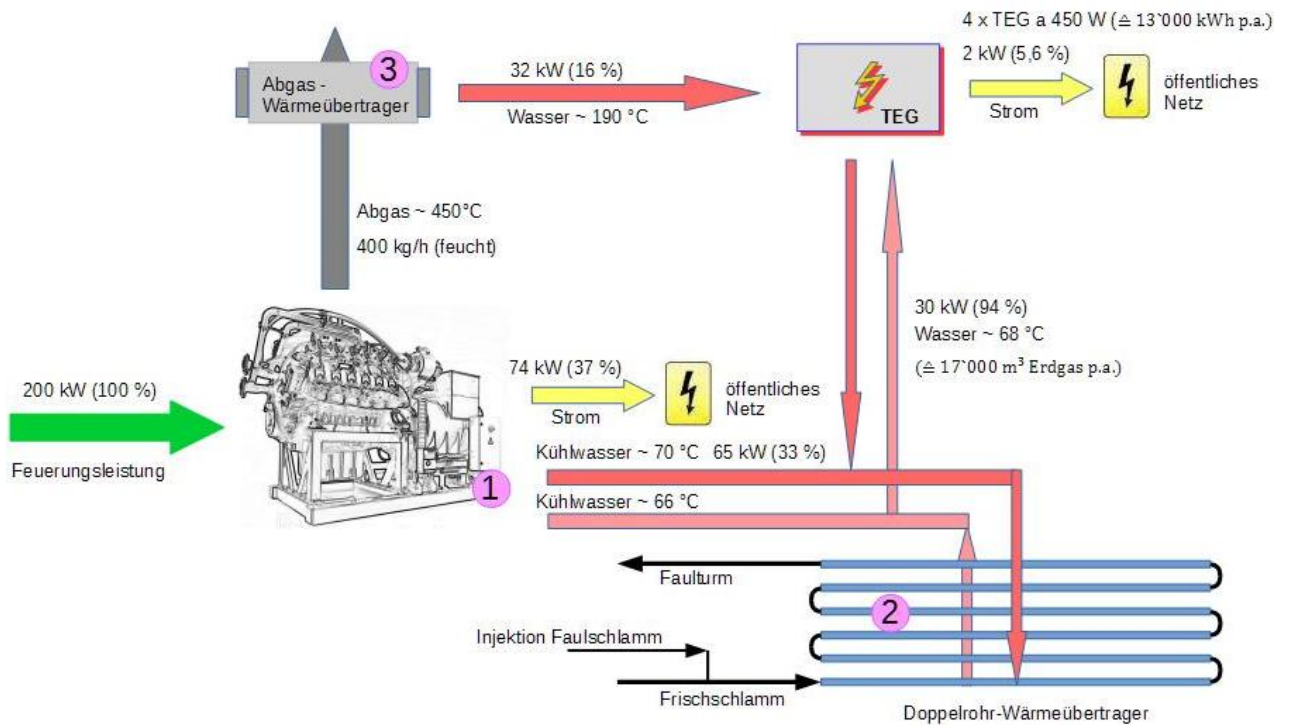 4 x TEG a 450 W (≙ 13`000 kWh p.a.)
2 kW (5,6 %)
Strom
öffentliches
Netz
3
Abgas -
Wärmeübertrager
32 kW (16 %)
Wasser ~ 190 °C
TEG
Abgas ~ 450°C
400 kg/h (feucht)
30 kW (94 %)
Wasser ~ 68 °C
(≙ 17`000 m³ Erdgas p.a.)
200 kW (100 %)
Feuerungsleistung
74 kW (37 %)
Strom
öffentliches
Netz
Kühlwasser ~ 70 °C 65 kW (33 %)
1
Kühlwasser ~ 66 °C
Faulturm
2
Injektion Faulschlamm
Frischschlamm
Doppelrohr-Wärmeübertrager